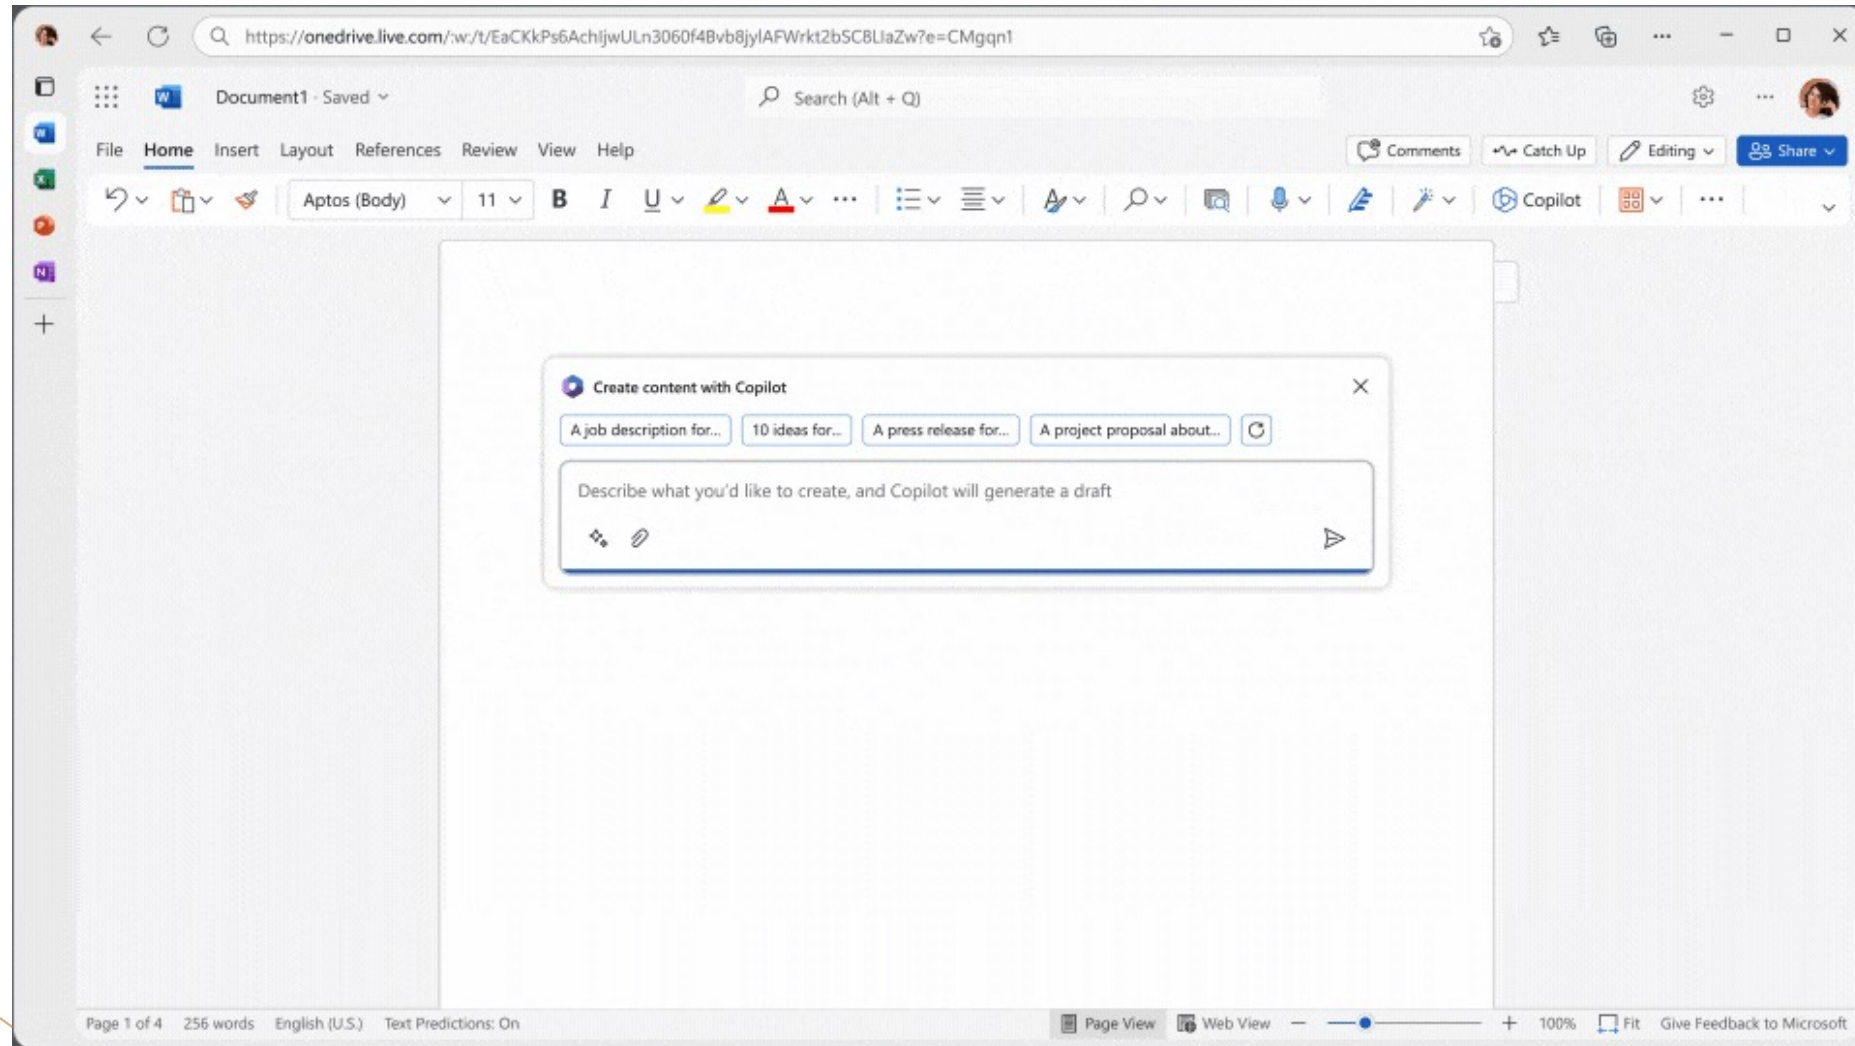 https://onedrive.live.com/:w:/t/EaCKkPs6AchIjwULn3060f4Bvb8jylAFWrkt2bSC8LIaZw?e=CMgqn1
Document1 · Saved
Search (Alt + Q)
File Home Insert Layout References Review View Help
Comments Catch Up Editing Share
Aptos (Body) 11 B I U A Copilot
Create content with Copilot
A job description for... 10 ideas for... A press release for... A project proposal about...
Describe what you'd like to create, and Copilot will generate a draft
Page 1 of 4 256 words English (U.S.) Text Predictions: On Page View Web View 100% Fit Give Feedback to Microsoft